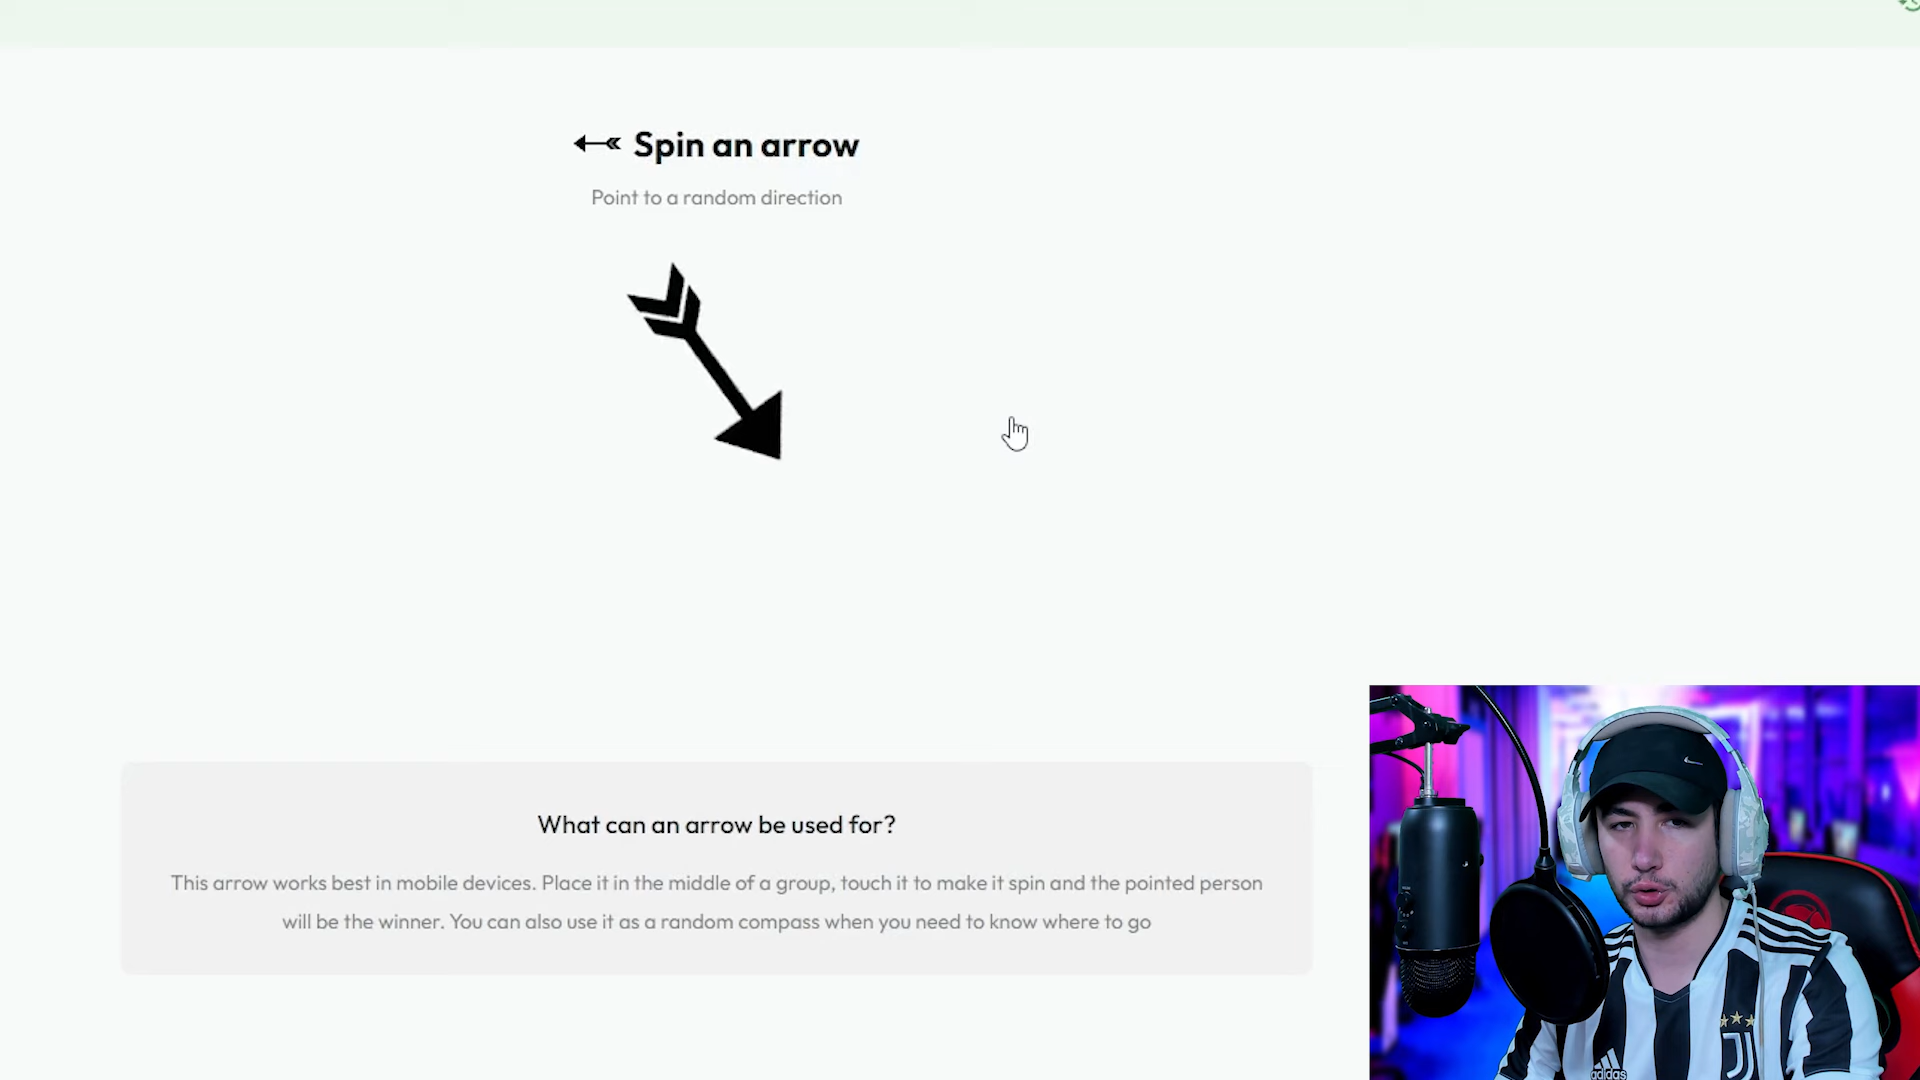 Spin an arrow
Point to a random direction
What can an arrow be used for?
This arrow works best in mobile devices. Place it in the middle of a group, touch it to make it spin and the pointed person
will be the winner. You can also use it as a random compass when you need to know where to go
adidas